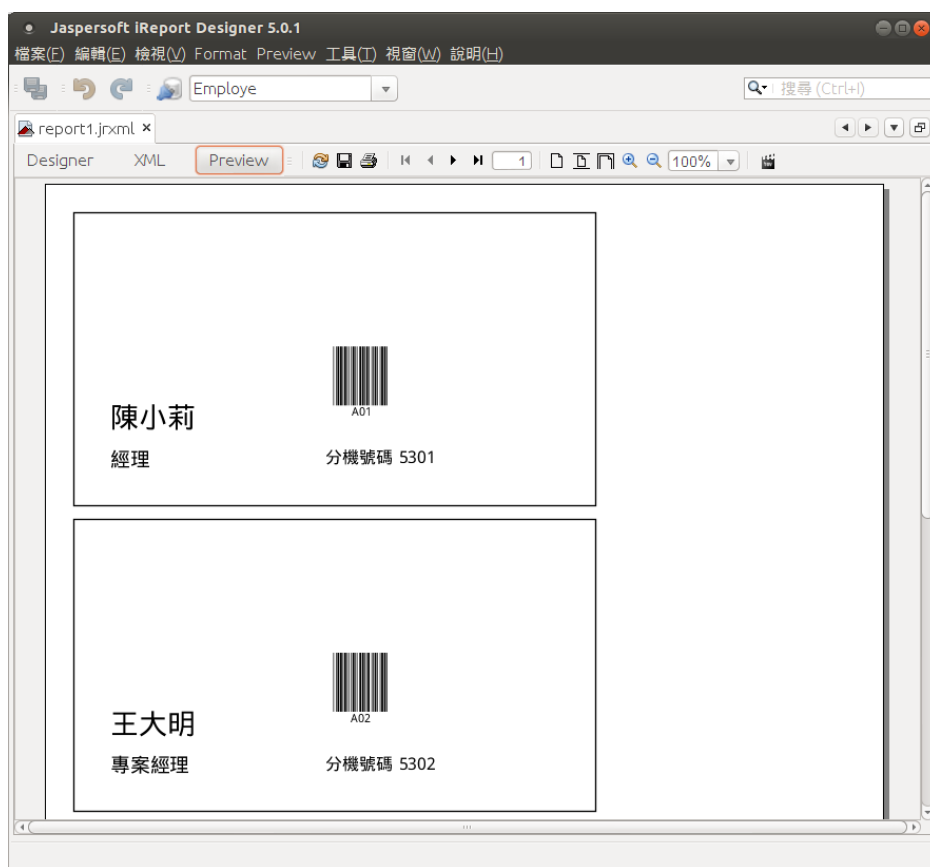 Jaspersoft iReport Designer 5.0.1
檔案(F) 編輯(E) 檢視(V) Format Preview 工具(T) 視窗(W) 說明(H)
Employe 搜尋 (Ctrl+I)
report1.jrxml
Designer XML Preview 1 100%
A01
陳小莉
經理 分機號碼 5301
A02
王大明
專案經理 分機號碼 5302